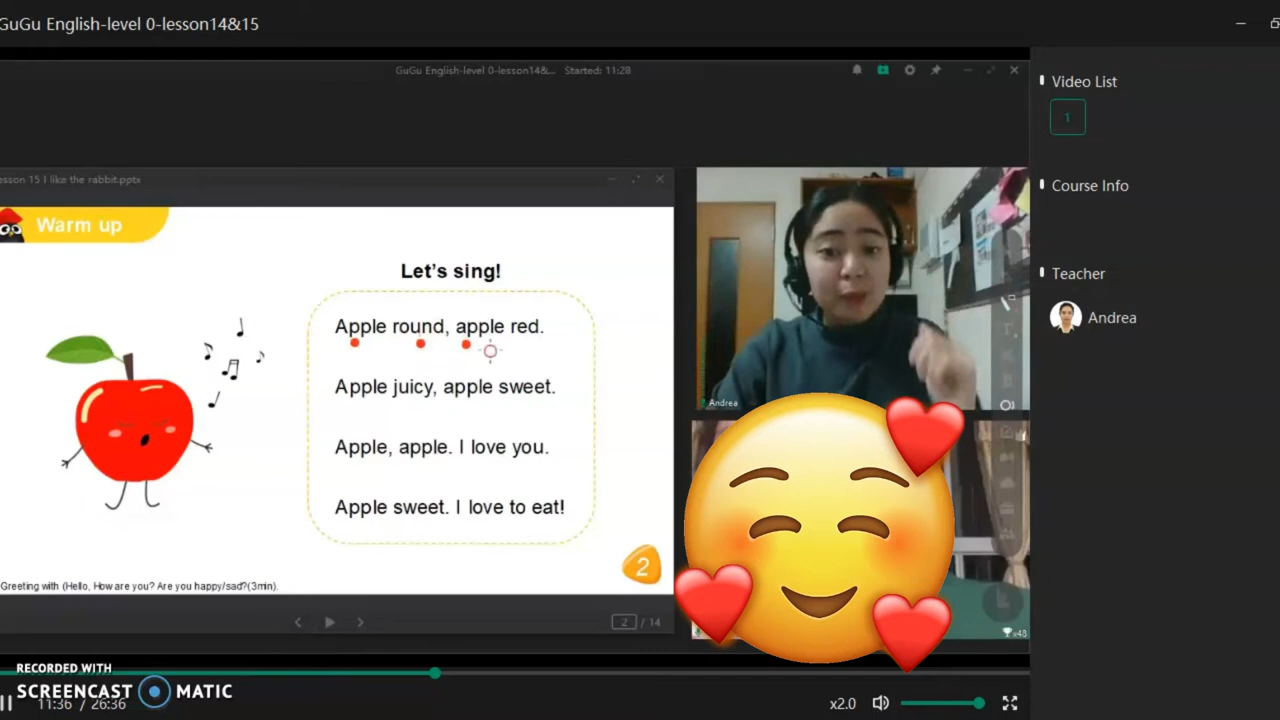 GuGu English-level 0-lesson14&15
GuGu English-level 0-lesson14&... Started: 11:28
esson 15 I like the rabbit.pptx
Warm up
Let's sing!
Apple round, apple red.
Apple juicy, apple sweet.
Apple, apple. I love you.
Apple sweet. I love to eat!
2
Greeting with (Hello, How are you? Are you happy/sad?(3min).
2 / 14
Andrea
x48
Video List
1
Course Info
Teacher
Andrea
RECORDED WITH
SCREENCAST MATIC
11:36 / 26:36
x2.0